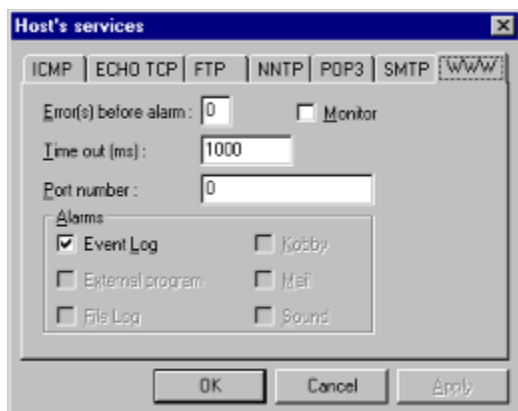 Host's services
ICMP ECHO TCP FTP NNTP POP3 SMTP WWW
Error(s) before alarm : 0 Monitor
Time out (ms) : 1000
Port number : 0
Alarms
Event Log Kobby
External program Mail
File Log Sound
OK Cancel Apply